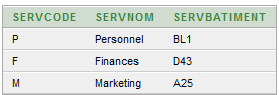 SERVCODE SERVNOM SERVBATIMENT
P Personnel BL1
F Finances D43
M Marketing A25